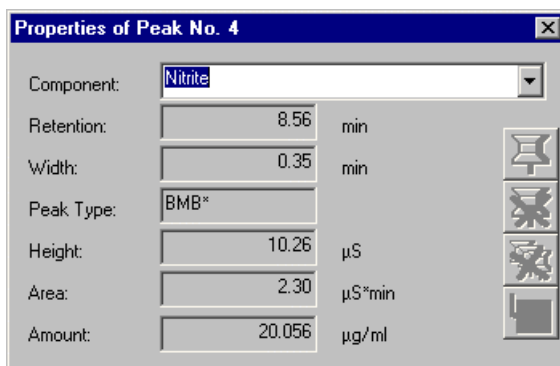 Properties of Peak No. 4
Component: Nitrite
Retention: 8.56 min
Width: 0.35 min
Peak Type: BMB*
Height: 10.26 µS
Area: 2.30 µS*min
Amount: 20.056 µg/ml